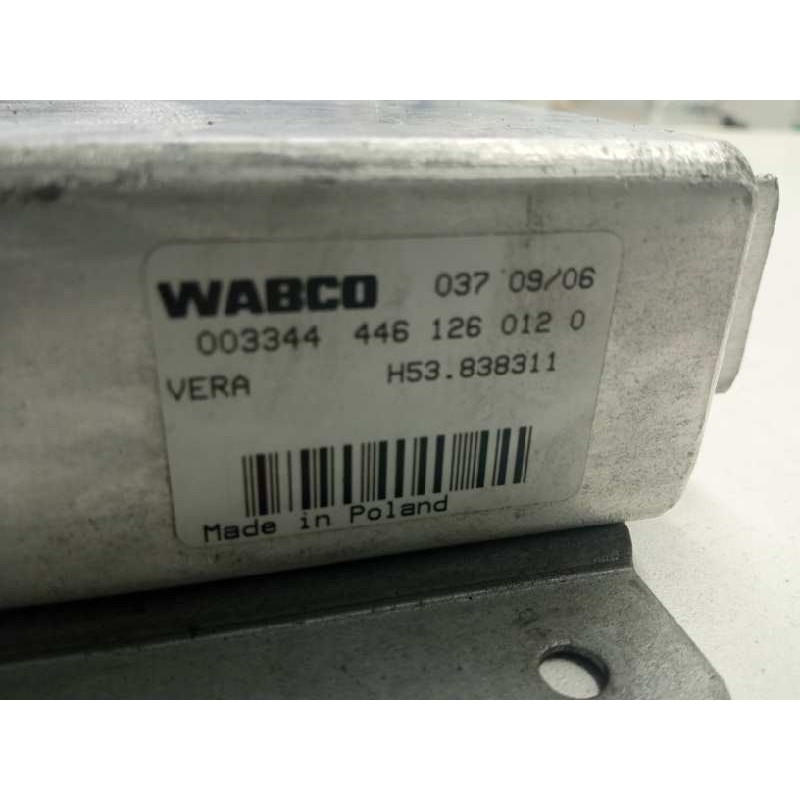 WABCO 037 09/06
003344 446 126 012 0
VERA H53.838311
Made in Poland